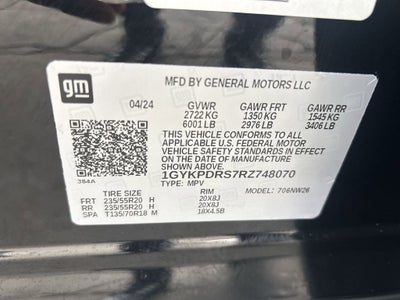 gm
MFD BY GENERAL MOTORS LLC
04/24 GVWR GAWR FRT GAWR RR
2722 KG 1350 KG 1545 KG
6001 LB 2976 LB 3406 LB
THIS VEHICLE CONFORMS TO ALL
APPLICABLE U.S. FEDERAL MOTOR
VEHICLE SAFETY STANDARDS IN EFFECT
ON THE DATE OF MANUFACTURE
SHOWN ABOVE.
1GYKPDRS7RZ748070
384A TYPE: MPV MODEL: 706NW26
TIRE SIZE RIM
FRT 235/55R20 H 20X8J
RR 235/55R20 H 20X8J
SPA T135/70R18 M 18X4.5B